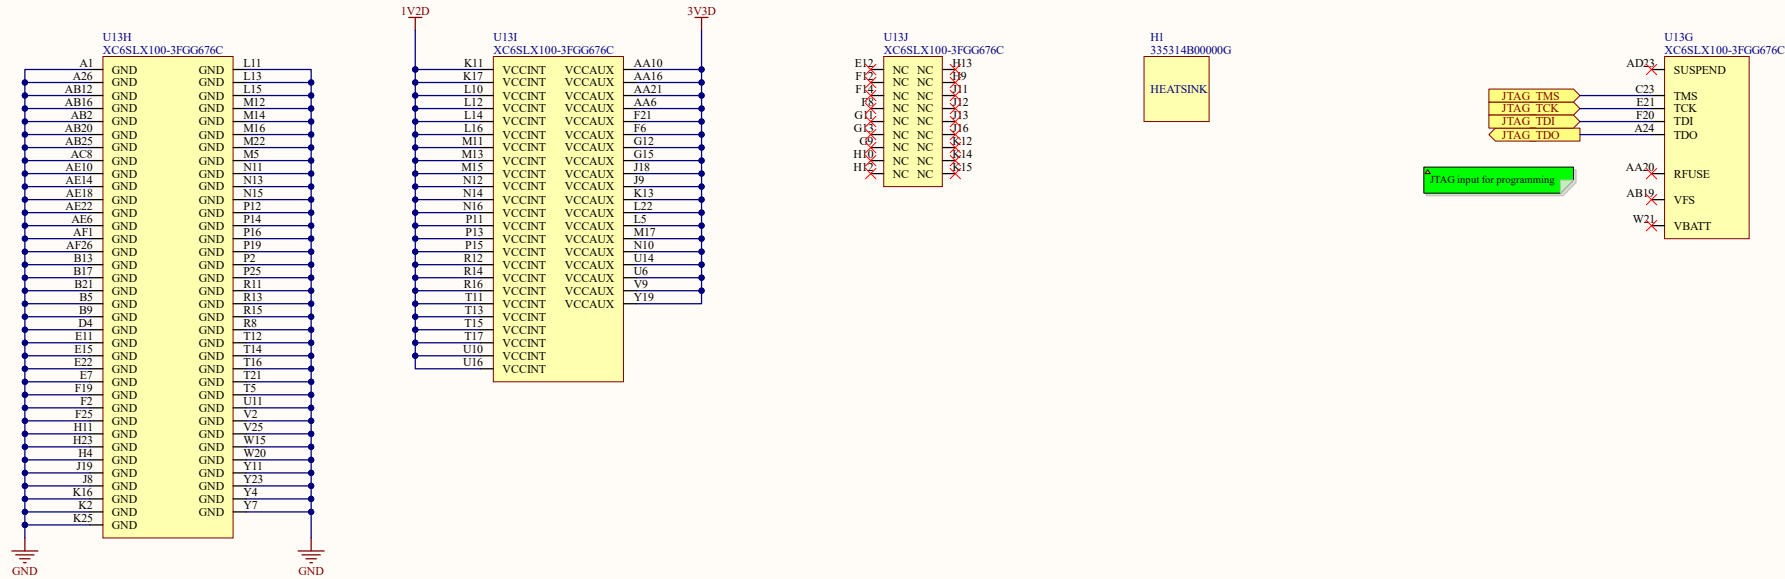 U13H
XC6SLX100-3FGG676C
A1 GND GND L11
A26 GND GND L13
AB12 GND GND L15
AB16 GND GND M12
AB2 GND GND M14
AB20 GND GND M16
AB25 GND GND M22
AC8 GND GND M5
AE10 GND GND N11
AE14 GND GND N13
AE18 GND GND N15
AE22 GND GND P12
AE6 GND GND P14
AF1 GND GND P16
AF26 GND GND P19
B13 GND GND P2
B17 GND GND P25
B21 GND GND R11
B5 GND GND R13
B9 GND GND R15
D4 GND GND R8
E11 GND GND T12
E15 GND GND T14
E22 GND GND T16
E7 GND GND T21
F19 GND GND T5
F2 GND GND U11
F25 GND GND V2
H11 GND GND V25
H23 GND GND W15
H4 GND GND W20
J19 GND GND Y11
J8 GND GND Y23
K16 GND GND Y4
K2 GND GND Y7
K25 GND
GND GND
1V2D 3V3D
U13I
XC6SLX100-3FGG676C
K11 VCCINT VCCAUX AA10
K17 VCCINT VCCAUX AA16
L10 VCCINT VCCAUX AA21
L12 VCCINT VCCAUX AA6
L14 VCCINT VCCAUX F21
L16 VCCINT VCCAUX F6
M11 VCCINT VCCAUX G12
M13 VCCINT VCCAUX G15
M15 VCCINT VCCAUX J18
N12 VCCINT VCCAUX J9
N14 VCCINT VCCAUX K13
N16 VCCINT VCCAUX L22
P11 VCCINT VCCAUX L5
P13 VCCINT VCCAUX M17
P15 VCCINT VCCAUX N10
R12 VCCINT VCCAUX U14
R14 VCCINT VCCAUX U6
R16 VCCINT VCCAUX V9
T11 VCCINT VCCAUX Y19
T13 VCCINT
T15 VCCINT
T17 VCCINT
U10 VCCINT
U16 VCCINT
U13J
XC6SLX100-3FGG676C
E12 NC NC H13
F12 NC NC H9
F14 NC NC J11
F8 NC NC J12
G11 NC NC J13
G13 NC NC J16
G9 NC NC K12
H10 NC NC K14
H12 NC NC K15
H1
335314B00000G
HEATSINK
U13G
XC6SLX100-3FGG676C
AD23 SUSPEND
JTAG_TMS C23 TMS
JTAG_TCK E21 TCK
JTAG_TDI F20 TDI
JTAG_TDO A24 TDO
AA20 RFUSE
JTAG input for programming
AB19 VFS
W21 VBATT